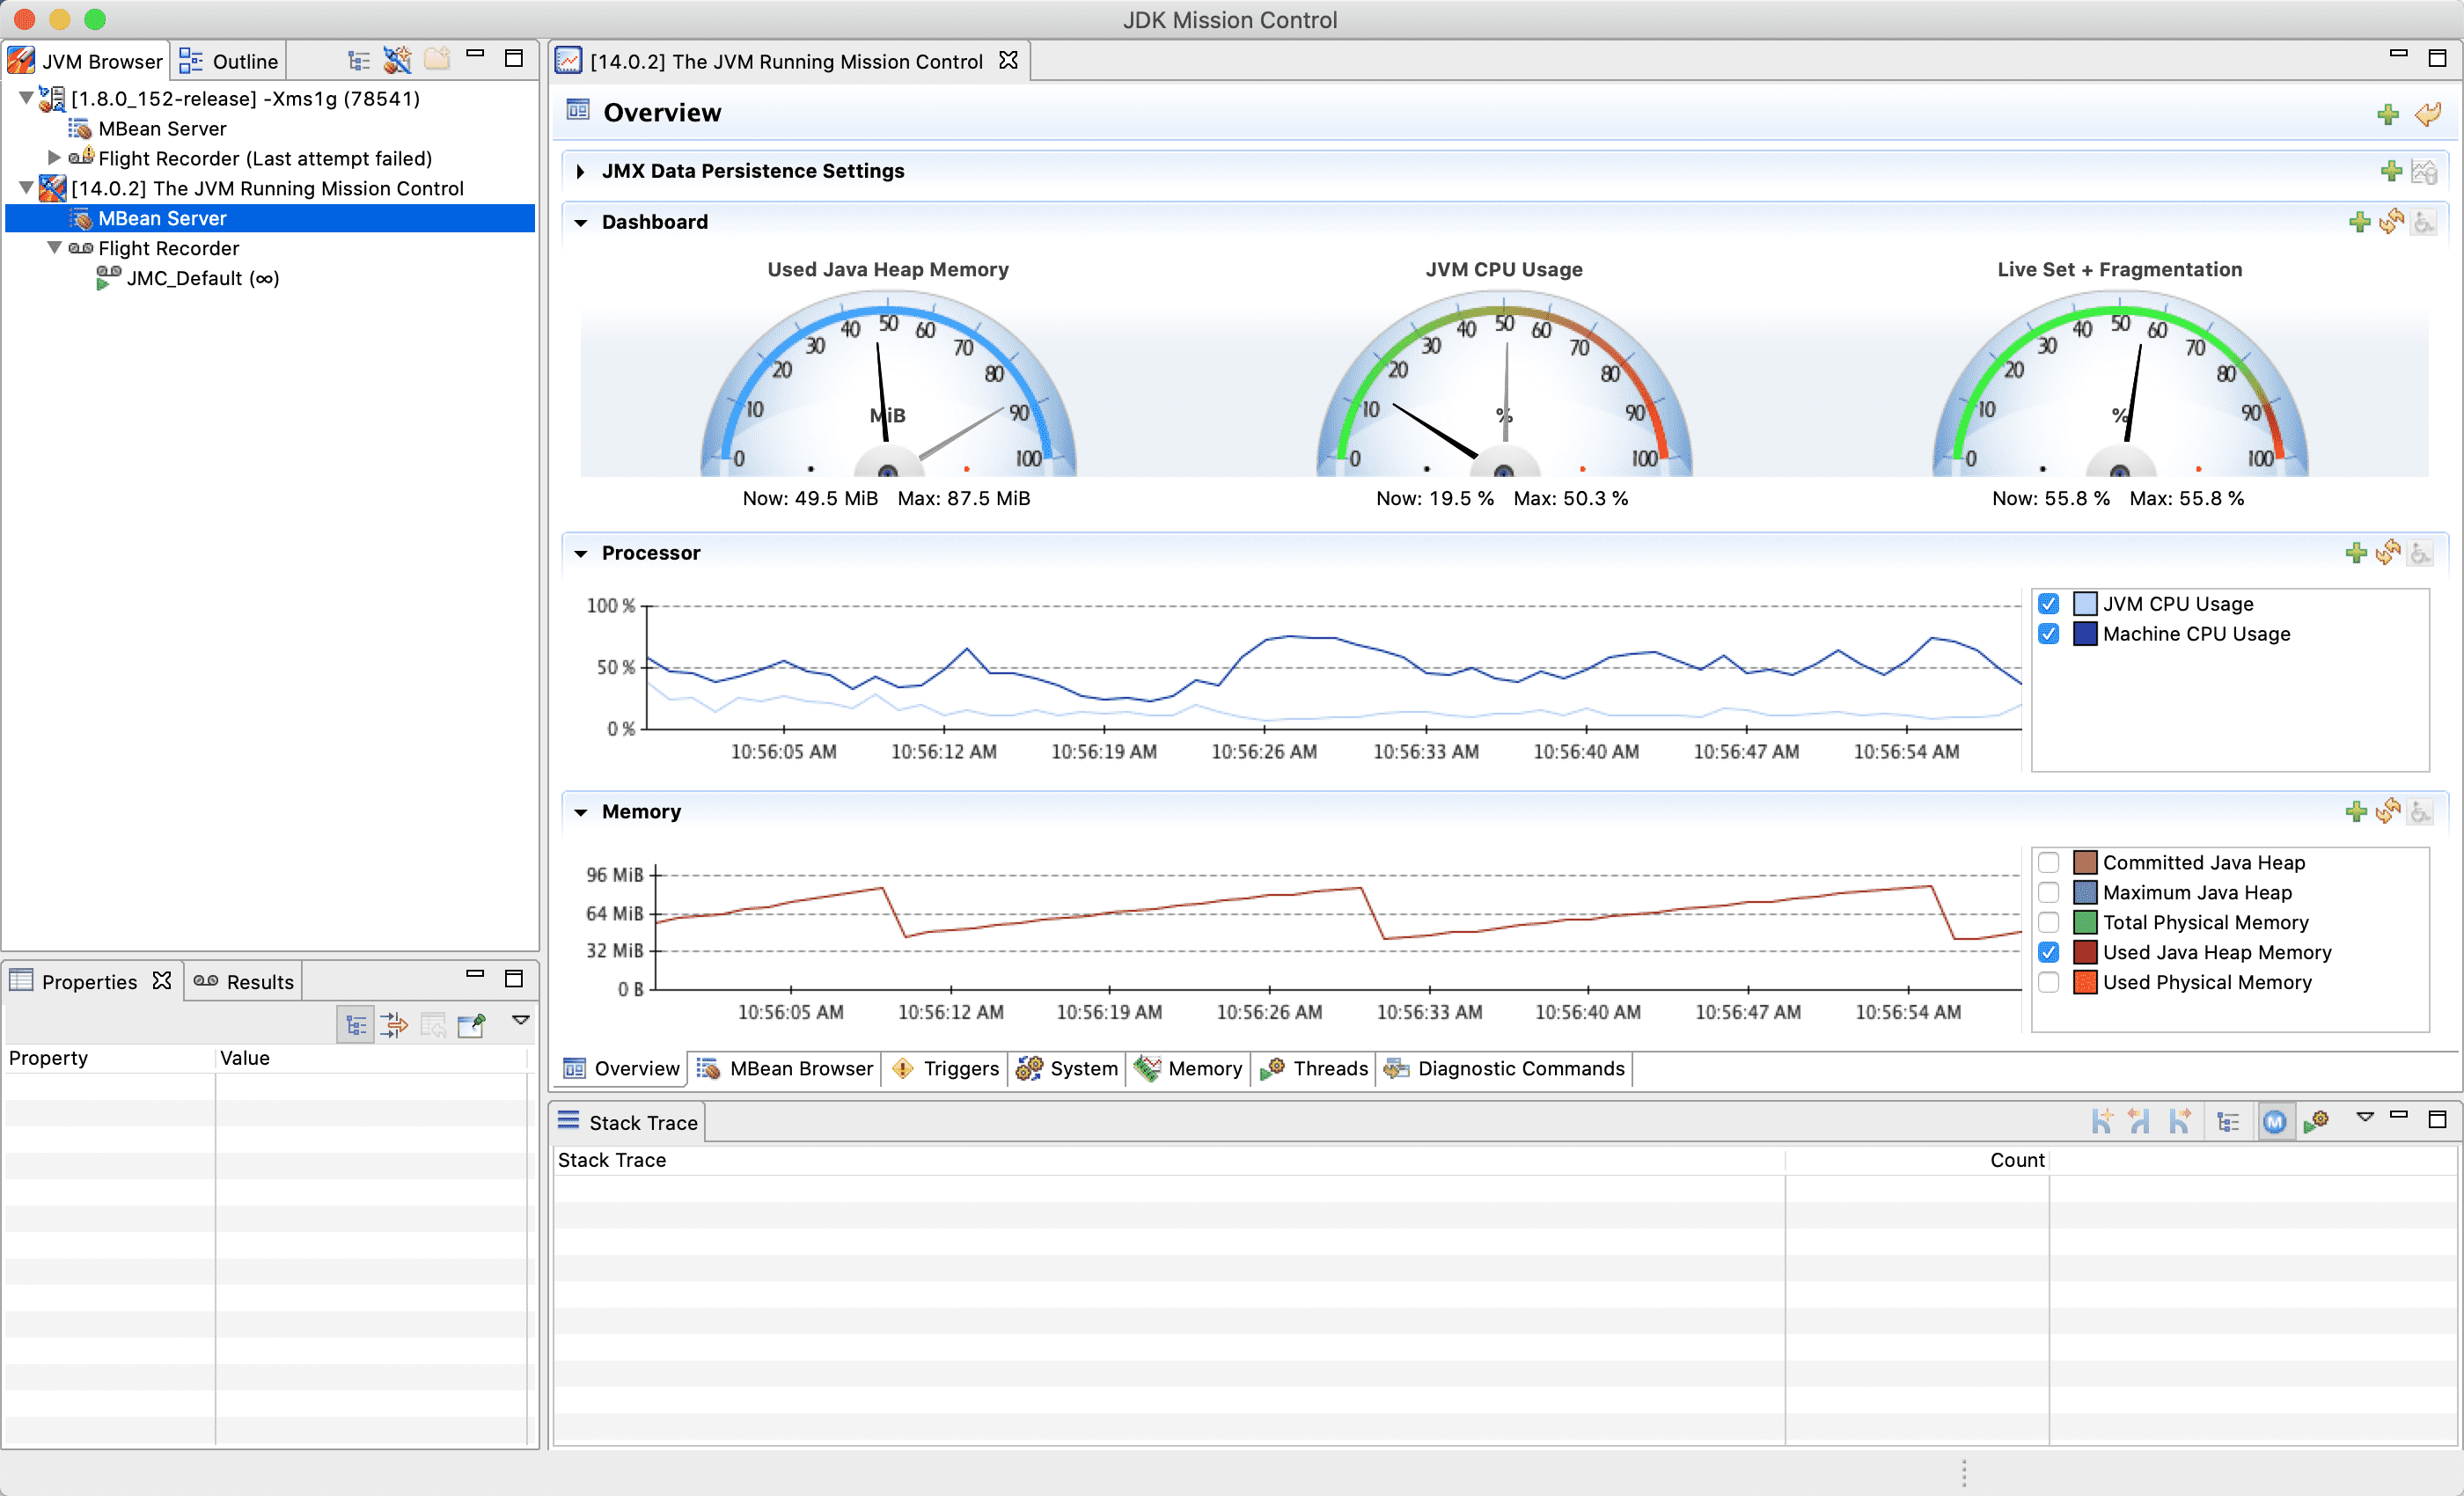 JDK Mission Control
JVM Browser
Outline
[1.8.0_152-release] -Xms1g (78541)
MBean Server
Flight Recorder (Last attempt failed)
[14.0.2] The JVM Running Mission Control
MBean Server
Flight Recorder
JMC_Default (∞)
[14.0.2] The JVM Running Mission Control
Overview
JMX Data Persistence Settings
Dashboard
Used Java Heap Memory
0 10 20 30 40 50 60 70 80 90 100
MiB
Now: 49.5 MiB Max: 87.5 MiB
JVM CPU Usage
0 10 20 30 40 50 60 70 80 90 100
%
Now: 19.5 % Max: 50.3 %
Live Set + Fragmentation
0 10 20 30 40 50 60 70 80 90 100
%
Now: 55.8 % Max: 55.8 %
Processor
100 %
50 %
0 %
10:56:05 AM 10:56:12 AM 10:56:19 AM 10:56:26 AM 10:56:33 AM 10:56:40 AM 10:56:47 AM 10:56:54 AM
JVM CPU Usage
Machine CPU Usage
Memory
96 MiB
64 MiB
32 MiB
0 B
10:56:05 AM 10:56:12 AM 10:56:19 AM 10:56:26 AM 10:56:33 AM 10:56:40 AM 10:56:47 AM 10:56:54 AM
Committed Java Heap
Maximum Java Heap
Total Physical Memory
Used Java Heap Memory
Used Physical Memory
Overview MBean Browser Triggers System Memory Threads Diagnostic Commands
Properties
Results
Property Value
Stack Trace
M
Stack Trace Count